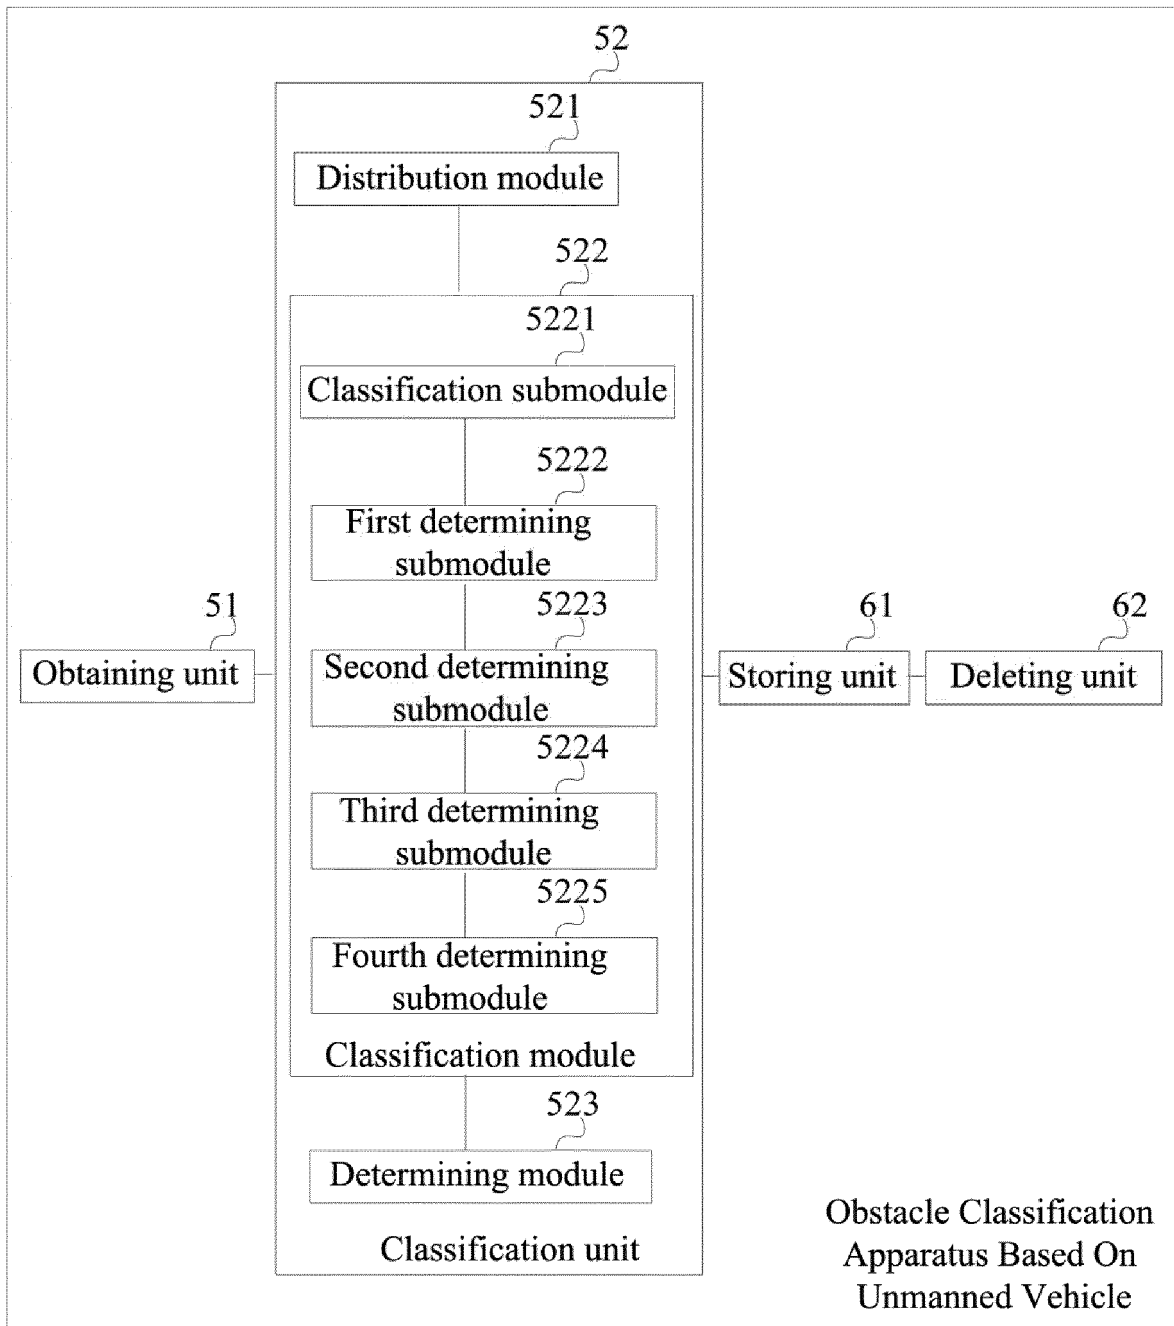 52
521
Distribution module
522
5221
Classification submodule
5222
First determining
submodule
51
5223
61
62
Obtaining unit
Second determining
submodule
Storing unit
Deleting unit
5224
Third determining
submodule
5225
Fourth determining
submodule
Classification module
523
Determining module
Classification unit
Obstacle Classification
Apparatus Based On
Unmanned Vehicle